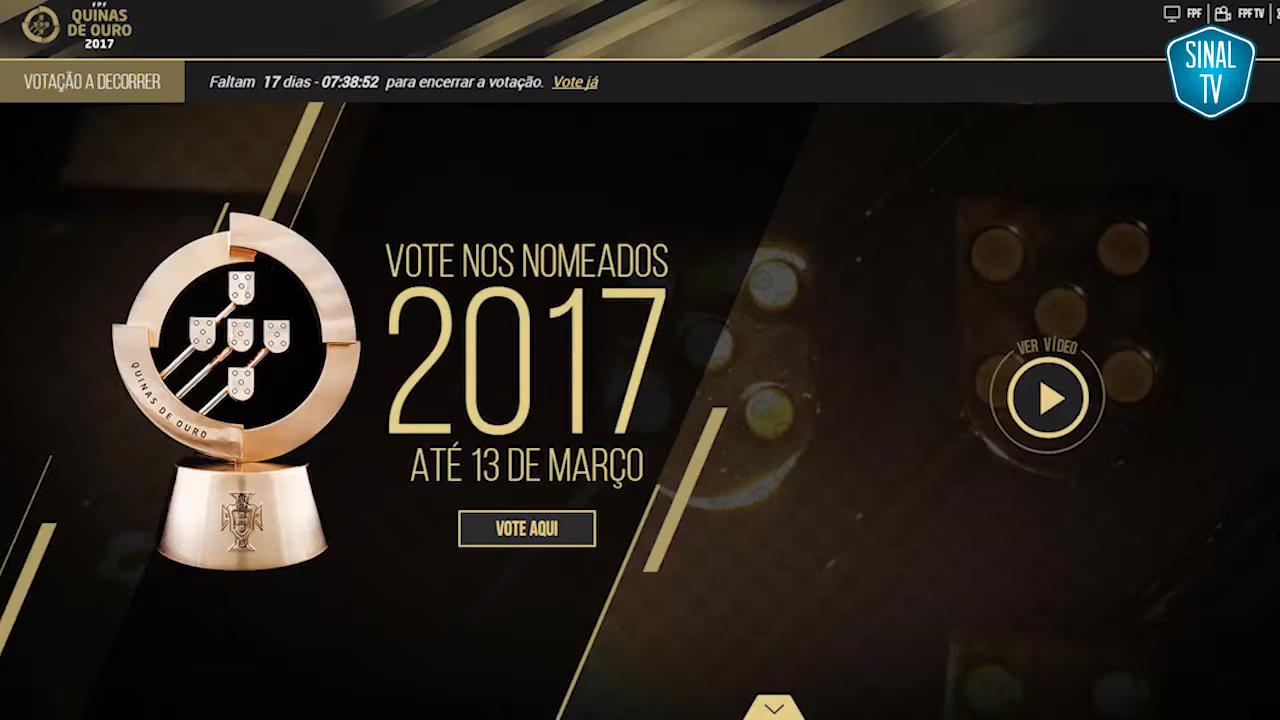 FPF
QUINAS
DE OURO
2017
FPF
FPF TV
SINAL
TV
VOTAÇÃO A DECORRER
Faltam 17 dias - 07:38:52 para encerrar a votação. Vote já
VOTE NOS NOMEADOS
2017
ATÉ 13 DE MARÇO
VOTE AQUI
QUINAS DE OURO
VER VÍDEO